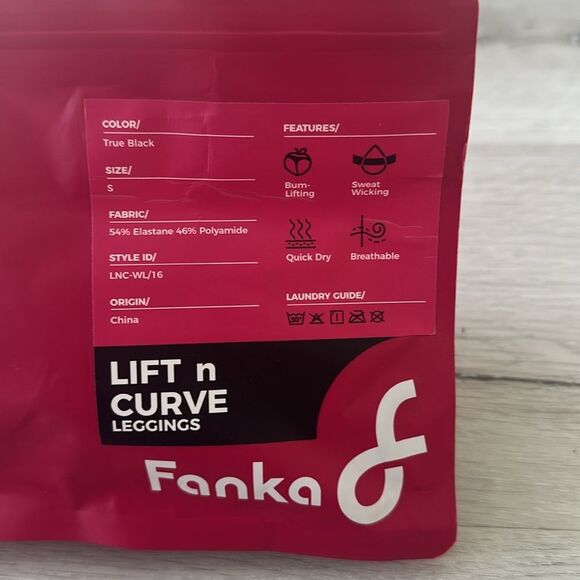 COLOR/
True Black
SIZE/
S
FABRIC/
54% Elastane 46% Polyamide
STYLE ID/
LNC-WL/16
ORIGIN/
China
FEATURES/
Bum-
Lifting
Sweat
Wicking
Quick Dry
Breathable
LAUNDRY GUIDE/
30°
LIFT n
CURVE
LEGGINGS
Fanka